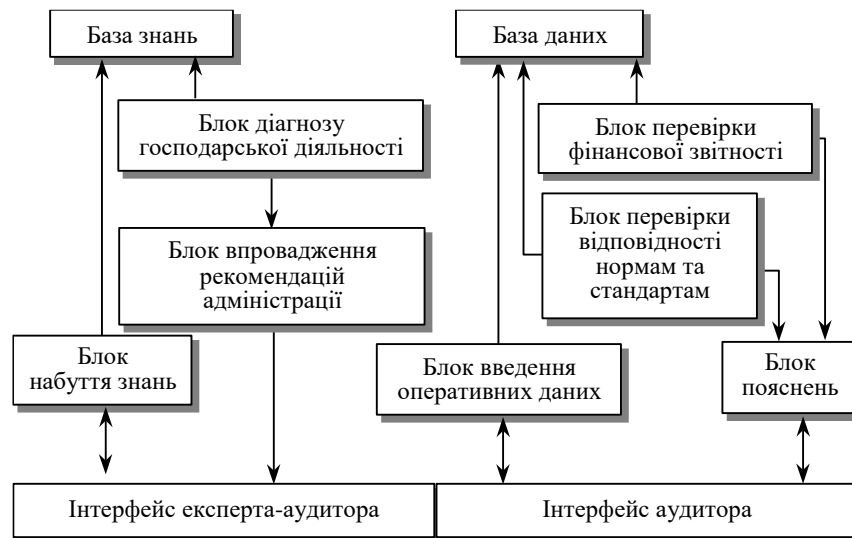 База знань
База даних
Блок діагнозу
господарської діяльності
Блок перевірки
фінансової звітності
Блок впровадження
рекомендацій
адміністрації
Блок перевірки
відповідності
нормам та
стандартам
Блок
набуття знань
Блок введення
оперативних даних
Блок
пояснень
Інтерфейс експерта-аудитора
Інтерфейс аудитора